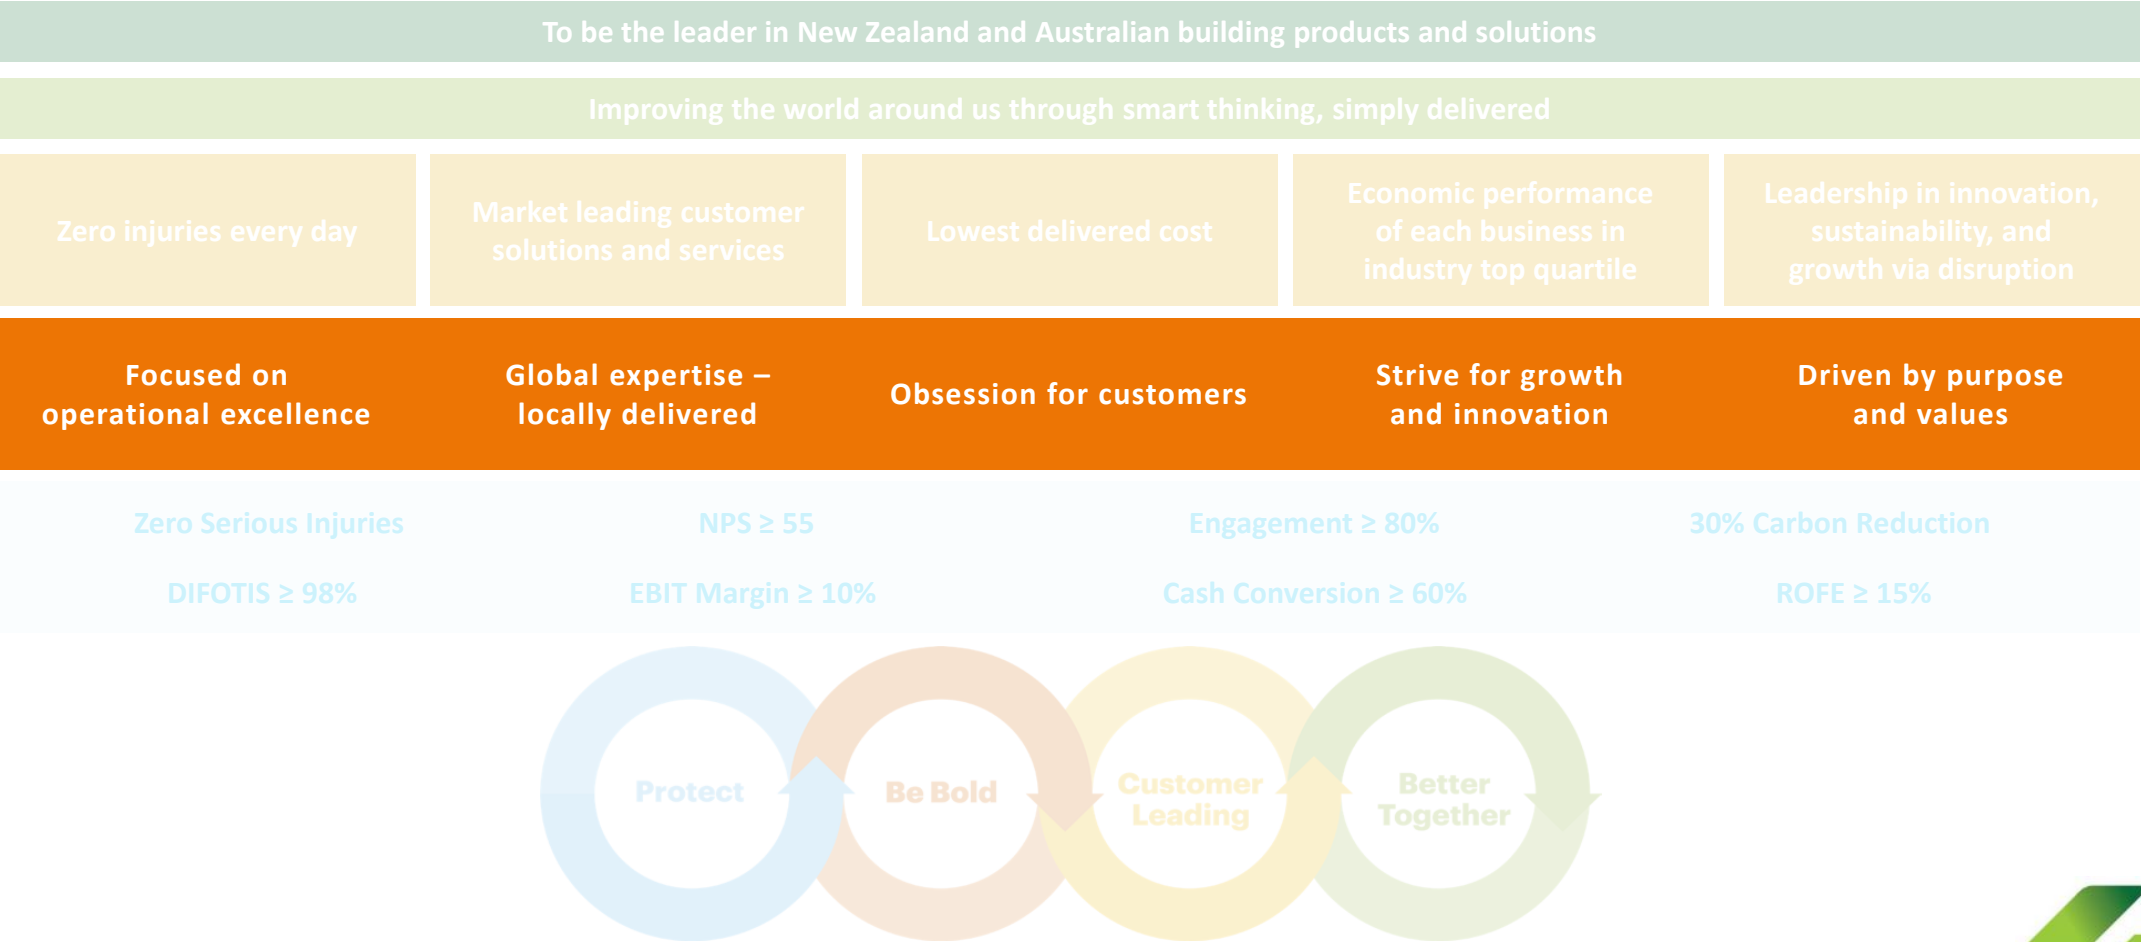 To be the leader in New Zealand and Australian building products and solutions
Improving the world around us through smart thinking, simply delivered
Zero injuries every day
Market leading customer
solutions and services
Lowest delivered cost
Economic performance
of each business in
industry top quartile
Leadership in innovation,
sustainability, and
growth via disruption
Focused on
operational excellence
Global expertise –
locally delivered
Obsession for customers
Strive for growth
and innovation
Driven by purpose
and values
Zero Serious Injuries
NPS ≥ 55
Engagement ≥ 80%
30% Carbon Reduction
DIFOTIS ≥ 98%
EBIT Margin ≥ 10%
Cash Conversion ≥ 60%
ROFE ≥ 15%
Protect
Be Bold
Customer
Leading
Better
Together